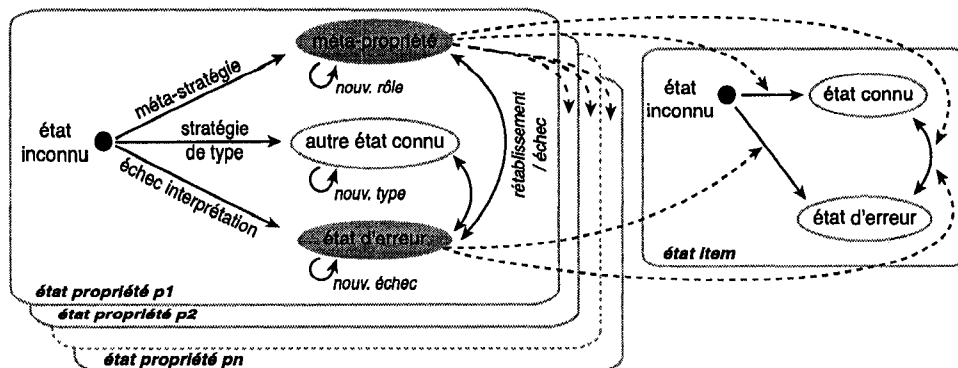 méta-propriété
nouv. rôle
méta-stratégie
état
inconnu
stratégie
de type
autre état connu
nouv. type
échec interprétation
état d'erreur
nouv. échec
rétablissement
/ échec
état propriété p1
état propriété p2
état propriété pn
état
inconnu
état connu
état d'erreur
état item